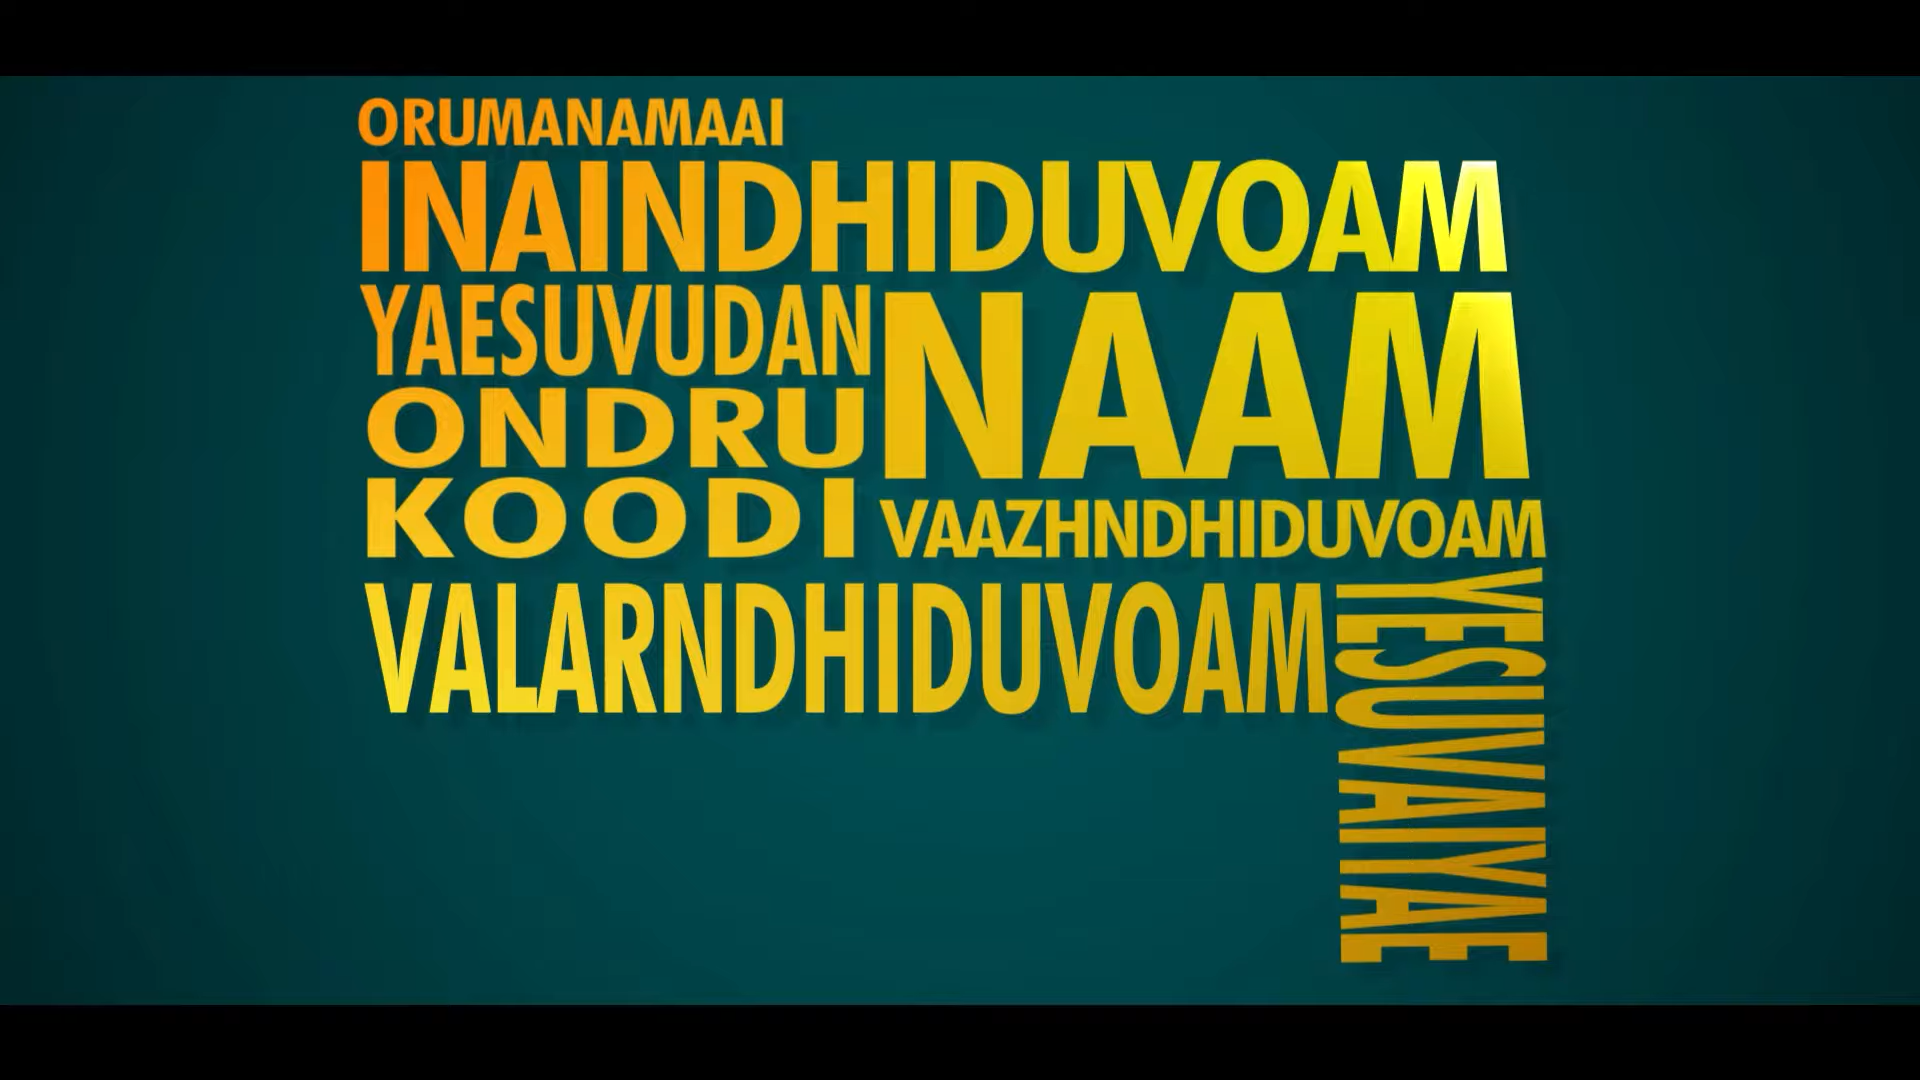 ORUMANAMAAI
INAINDHIDUVOAM
YAESUVUDAN
ONDRU
KOODI
NAAM
VAAZHNDHIDUVOAM
VALARNDHIDUVOAM
YESUVAIYAE